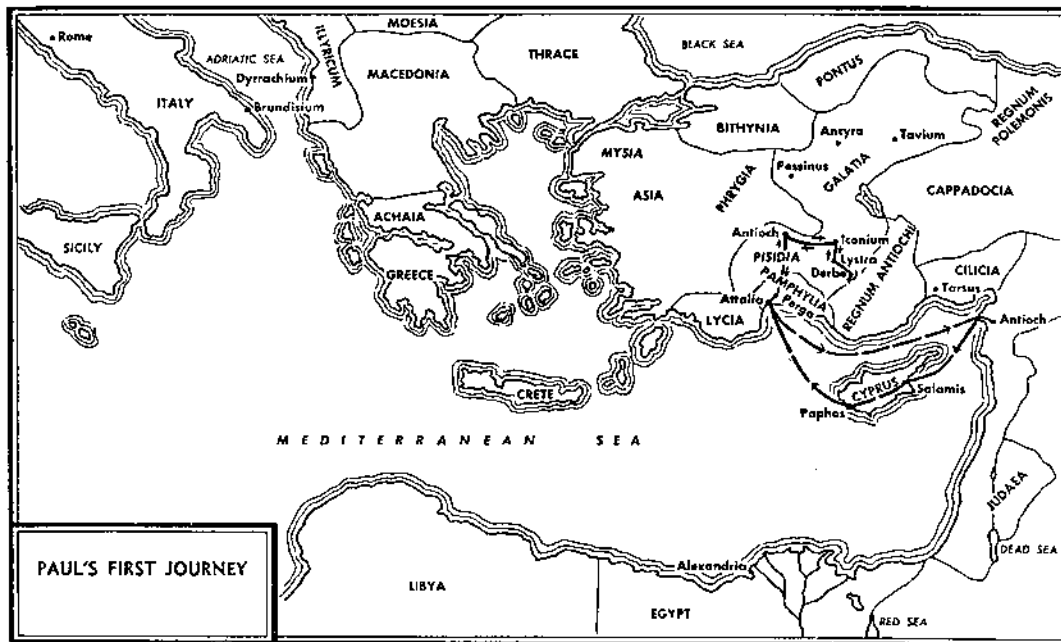 MOESIA
Rome
ADRIATIC SEA
ILLYRICUM
THRACE
BLACK SEA
Dyrrachium
MACEDONIA
PONTUS
ITALY
Brundisium
BITHYNIA
Ancyra
Tavium
REGNUM
POLEMONIS
MYSIA
Pessinus
GALATIA
ASIA
PHRYGIA
CAPPADOCIA
ACHAIA
Antioch
Iconium
SICILY
PISIDIA
Lystra
GREECE
Derbe
CILICIA
PAMPHYLIA
REGNUM ANTIOCHI
Tarsus
Attalia
Perga
LYCIA
Antioch
CRETE
CYPRUS
Salamis
Paphos
MEDITERRANEAN SEA
JUDAEA
DEAD SEA
PAUL'S FIRST JOURNEY
Alexandria
LIBYA
EGYPT
RED SEA